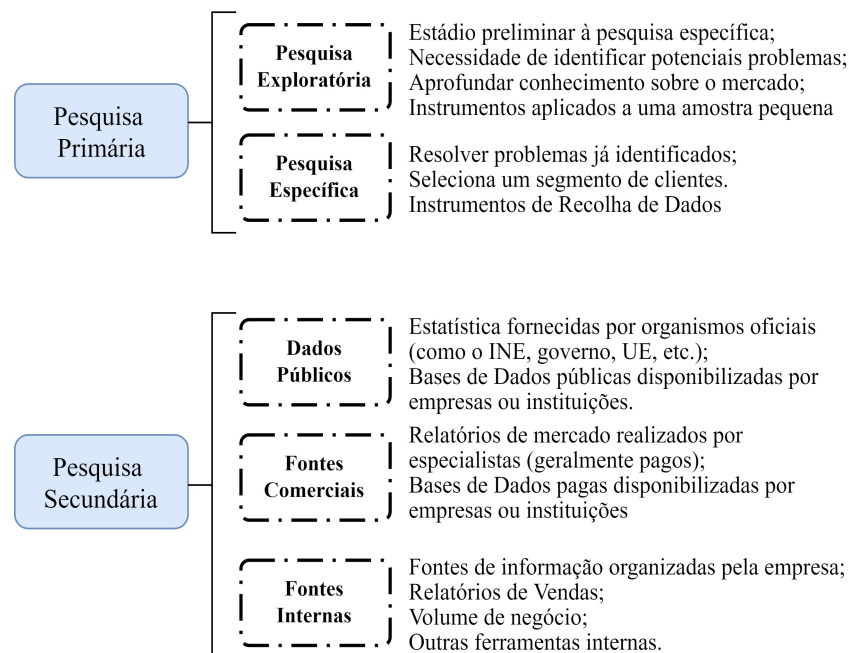 Pesquisa
Primária
Pesquisa
Exploratória
Estádio preliminar à pesquisa específica;
Necessidade de identificar potenciais problemas;
Aprofundar conhecimento sobre o mercado;
Instrumentos aplicados a uma amostra pequena
Pesquisa
Específica
Resolver problemas já identificados;
Seleciona um segmento de clientes.
Instrumentos de Recolha de Dados
Pesquisa
Secundária
Dados
Públicos
Estatística fornecidas por organismos oficiais
(como o INE, governo, UE, etc.);
Bases de Dados públicas disponibilizadas por
empresas ou instituições.
Fontes
Comerciais
Relatórios de mercado realizados por
especialistas (geralmente pagos);
Bases de Dados pagas disponibilizadas por
empresas ou instituições
Fontes
Internas
Fontes de informação organizadas pela empresa;
Relatórios de Vendas;
Volume de negócio;
Outras ferramentas internas.